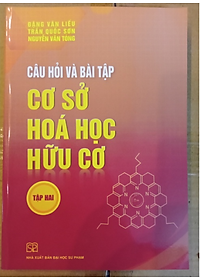 ĐẶNG VĂN LIẾU
TRẦN QUỐC SƠN
NGUYỄN VĂN TÒNG
CÂU HỎI VÀ BÀI TẬP
CƠ SỞ
HOÁ HỌC
HỮU CƠ
TẬP HAI
NHÀ XUẤT BẢN ĐẠI HỌC SƯ PHẠM